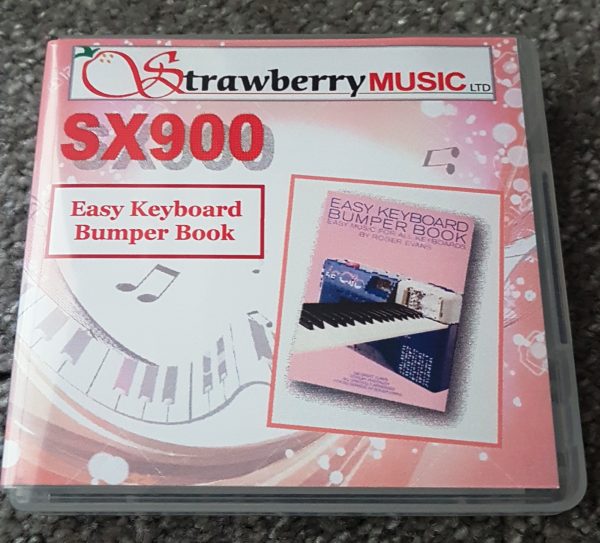 Strawberry MUSIC LTD
SX900
Easy Keyboard
Bumper Book
EASY KEYBOARD
BUMPER BOOK
EASY MUSIC FOR ALL KEYBOARDS
BY ROGER EVANS